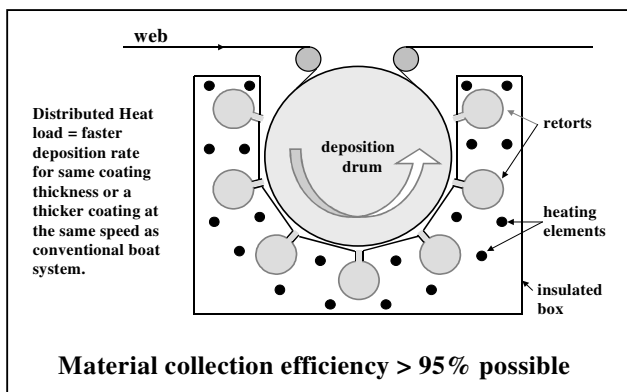 web
Distributed Heat
load = faster
deposition rate
for same coating
thickness or a
thicker coating at
the same speed as
conventional boat
system.
deposition
drum
retorts
heating
elements
insulated
box
Material collection efficiency > 95% possible